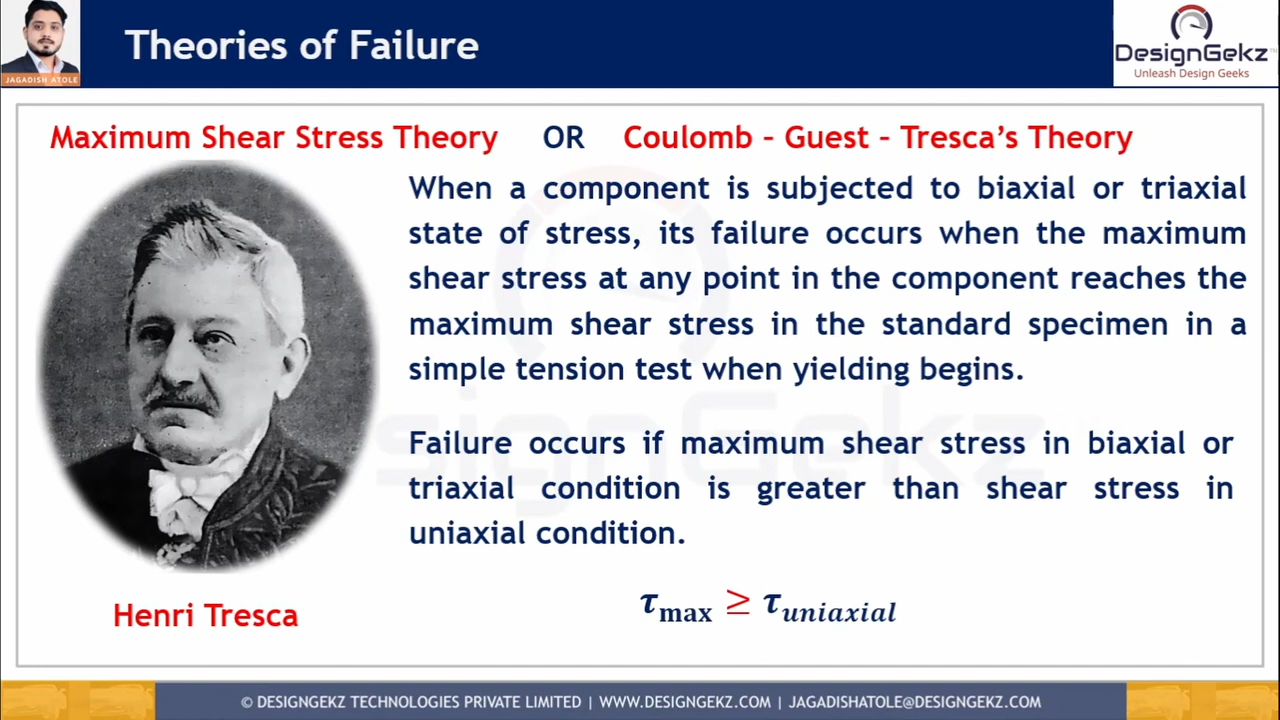 Theories of Failure
JAGADISH ATOLE
DesignGekz™
Unleash Design Geeks
Maximum Shear Stress Theory OR Coulomb – Guest – Tresca’s Theory
When a component is subjected to biaxial or triaxial
state of stress, its failure occurs when the maximum
shear stress at any point in the component reaches the
maximum shear stress in the standard specimen in a
simple tension test when yielding begins.
Failure occurs if maximum shear stress in biaxial or
triaxial condition is greater than shear stress in
uniaxial condition.
τmax ≥ τuniaxial
Henri Tresca
signGekz
© DESIGNGEKZ TECHNOLOGIES PRIVATE LIMITED | WWW.DESIGNGEKZ.COM | JAGADISHATOLE@DESIGNGEKZ.COM